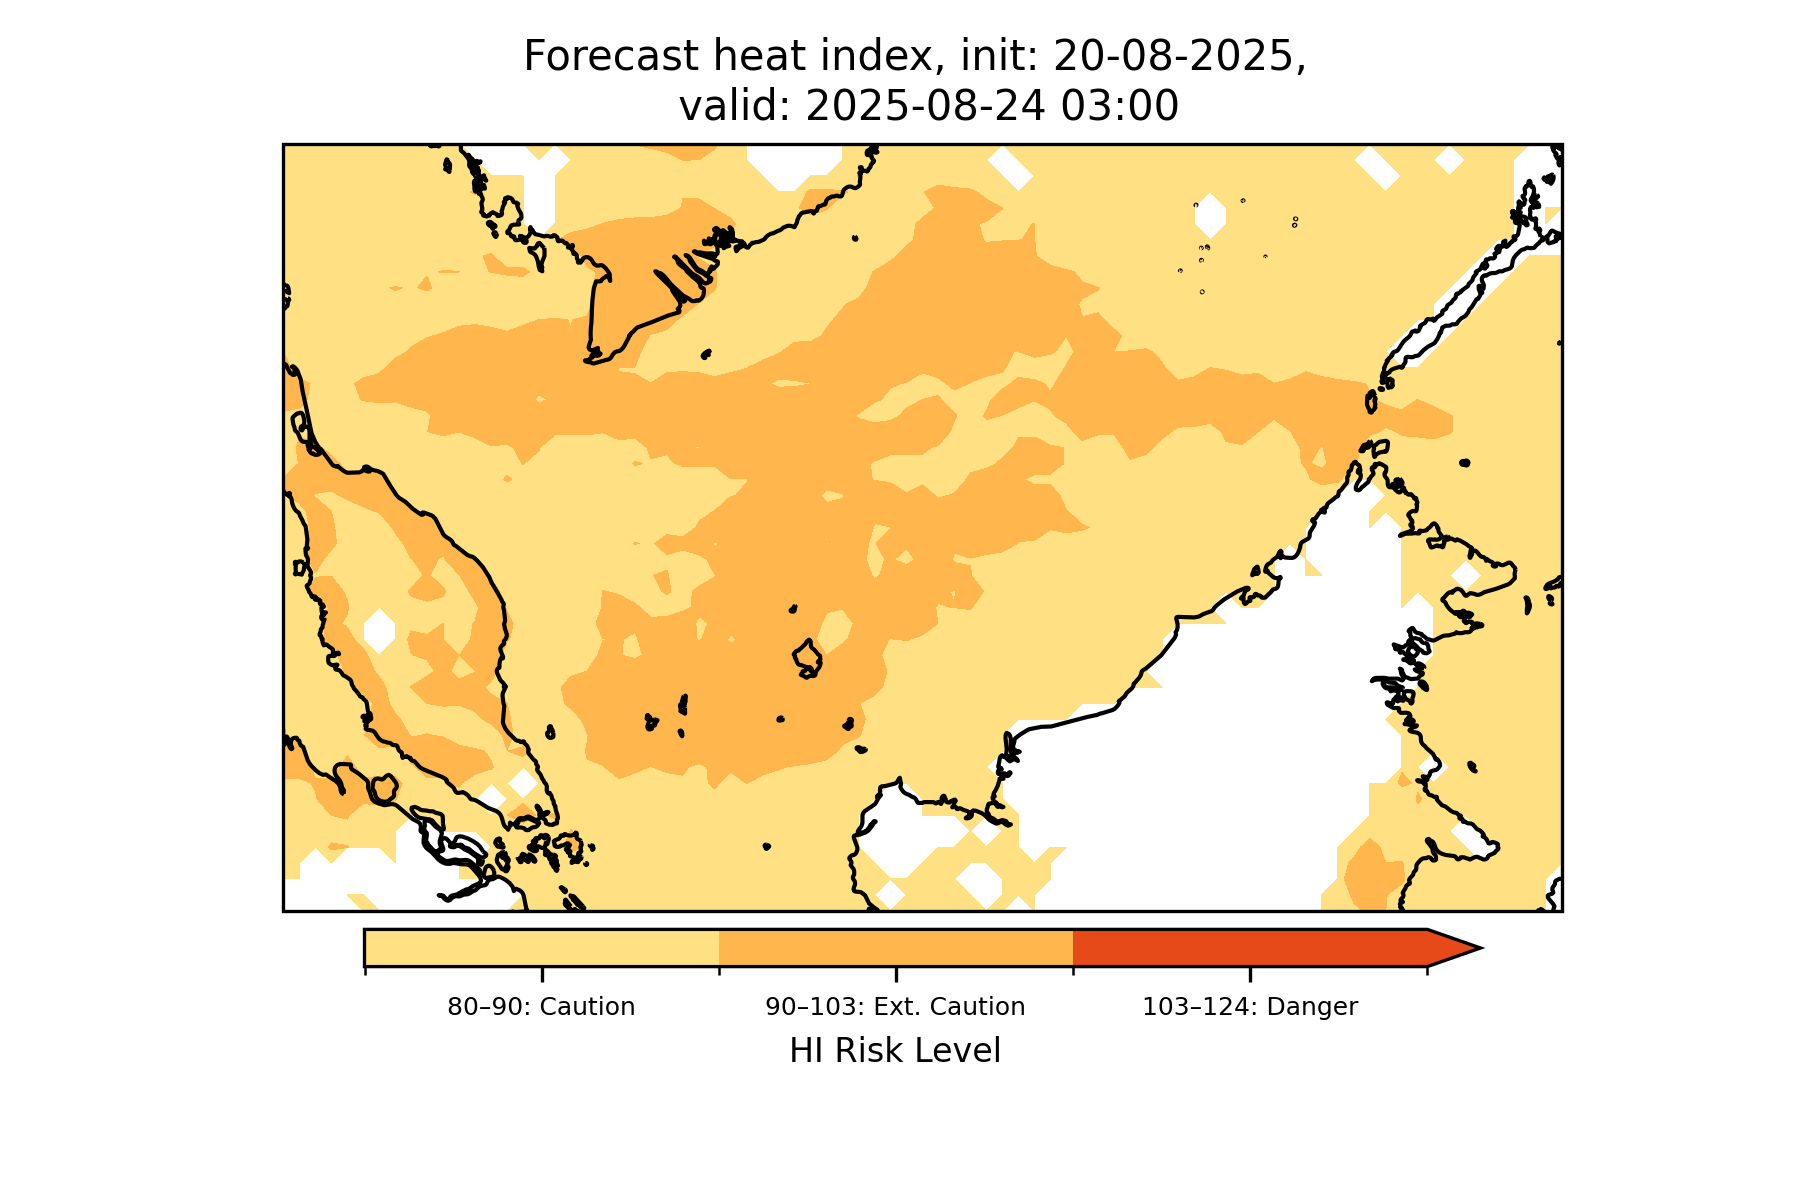 Forecast heat index, init: 20-08-2025,
valid: 2025-08-24 03:00
80–90: Caution
90–103: Ext. Caution
103–124: Danger
HI Risk Level